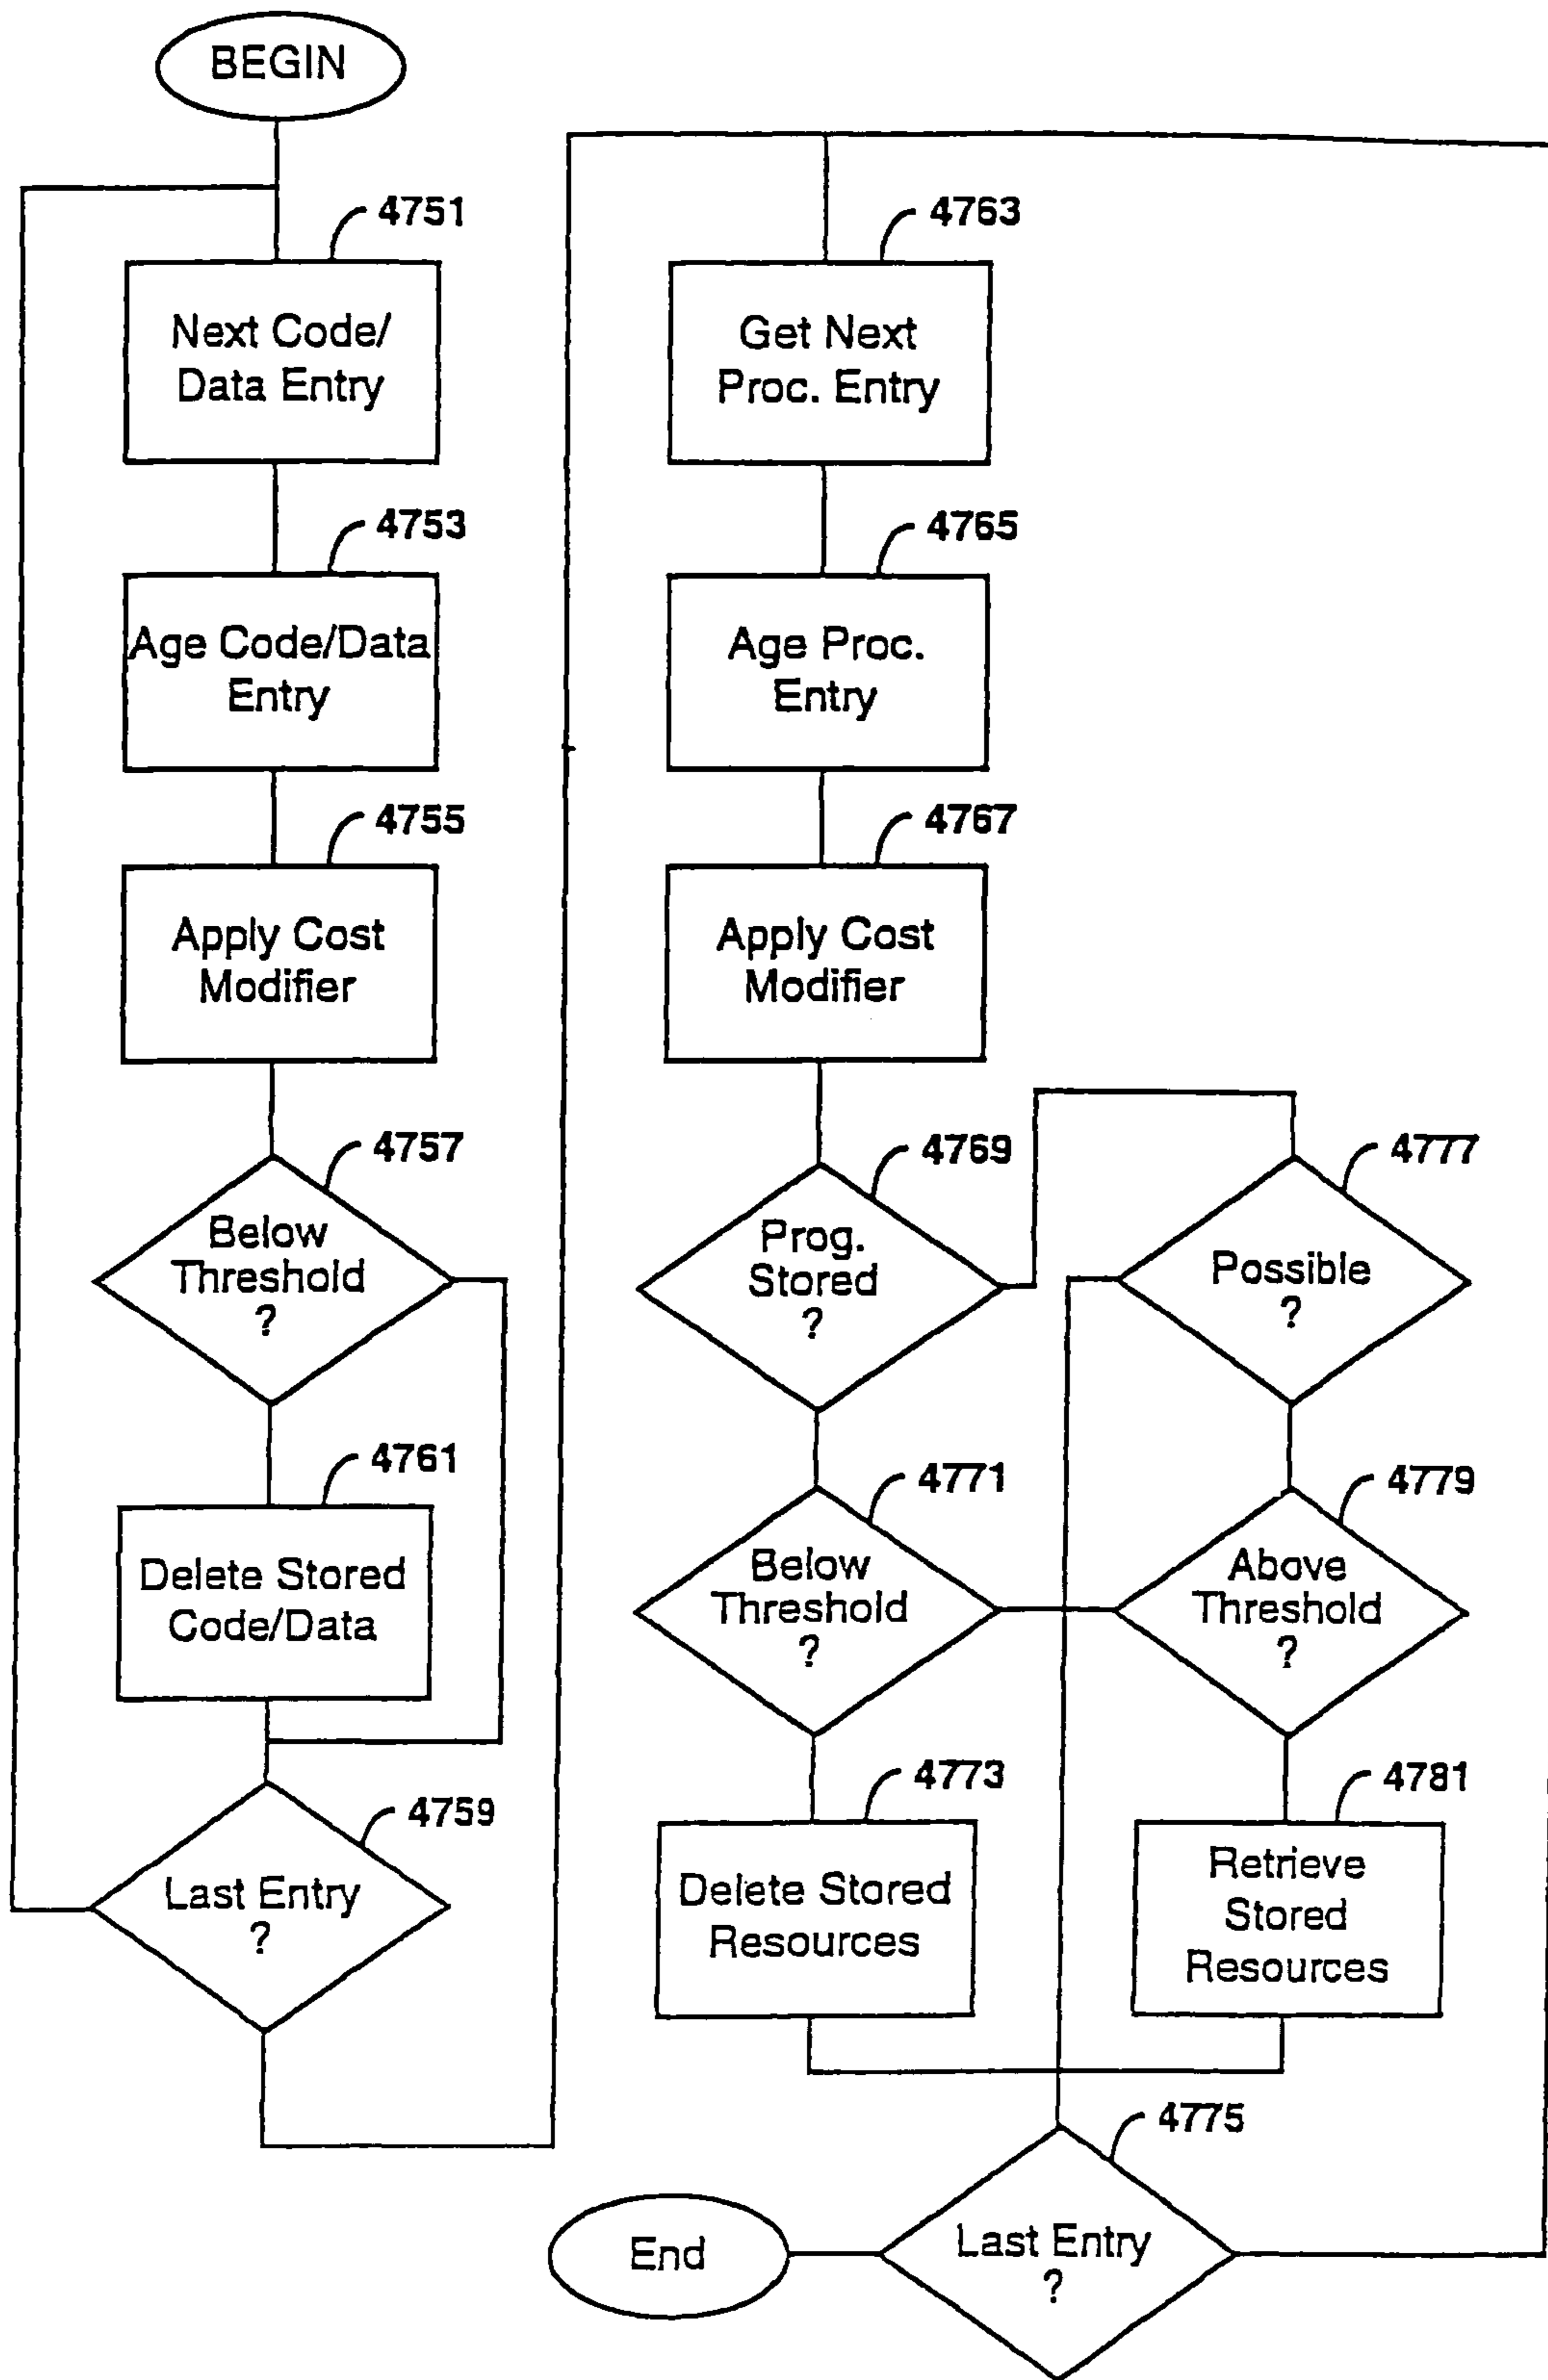 BEGIN
4751
Next Code/
Data Entry
4753
Age Code/Data
Entry
4755
Apply Cost
Modifier
4757
Below
Threshold
?
4761
Delete Stored
Code/Data
4759
Last Entry
?
4763
Get Next
Proc. Entry
4765
Age Proc.
Entry
4767
Apply Cost
Modifier
4769
Prog.
Stored
?
4771
Below
Threshold
?
4773
Delete Stored
Resources
4777
Possible
?
4779
Above
Threshold
?
4781
Retrieve
Stored
Resources
4775
Last Entry
?
End